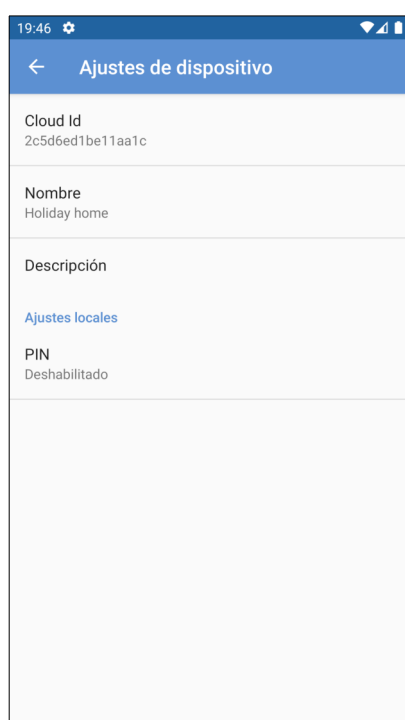 19:46
Ajustes de dispositivo
Cloud Id
2c5d6ed1be11aa1c
Nombre
Holiday home
Descripción
Ajustes locales
PIN
Deshabilitado